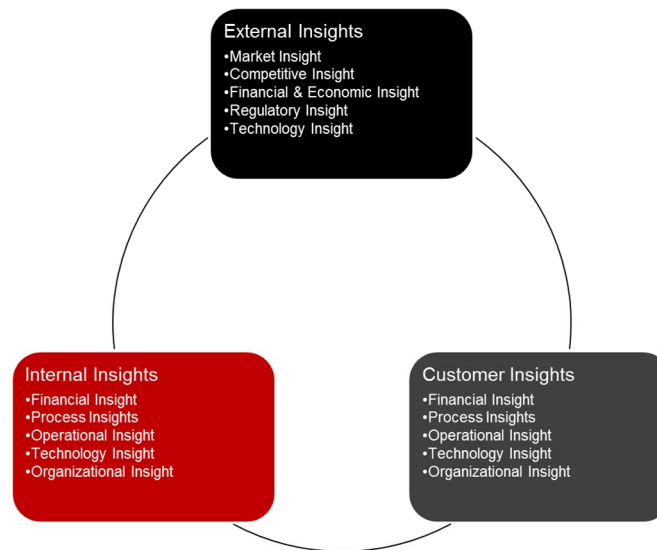 External Insights
•Market Insight
•Competitive Insight
•Financial & Economic Insight
•Regulatory Insight
•Technology Insight
Internal Insights
•Financial Insight
•Process Insights
•Operational Insight
•Technology Insight
•Organizational Insight
Customer Insights
•Financial Insight
•Process Insights
•Operational Insight
•Technology Insight
•Organizational Insight